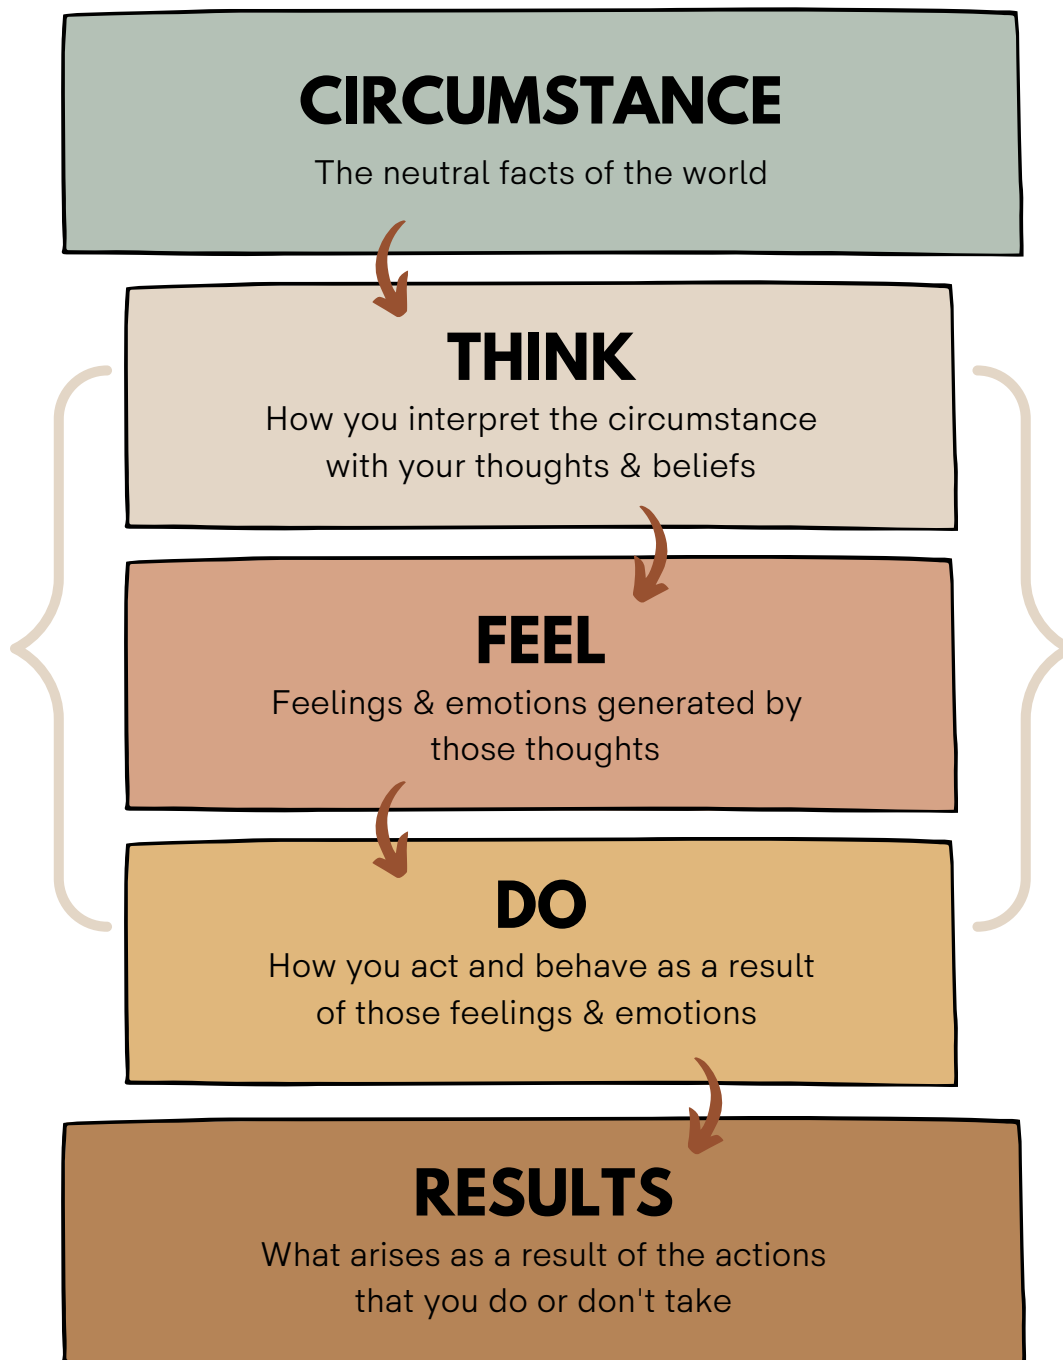 CIRCUMSTANCE
The neutral facts of the world
THINK
How you interpret the circumstance
with your thoughts & beliefs
FEEL
Feelings & emotions generated by
those thoughts
DO
How you act and behave as a result
of those feelings & emotions
RESULTS
What arises as a result of the actions
that you do or don't take